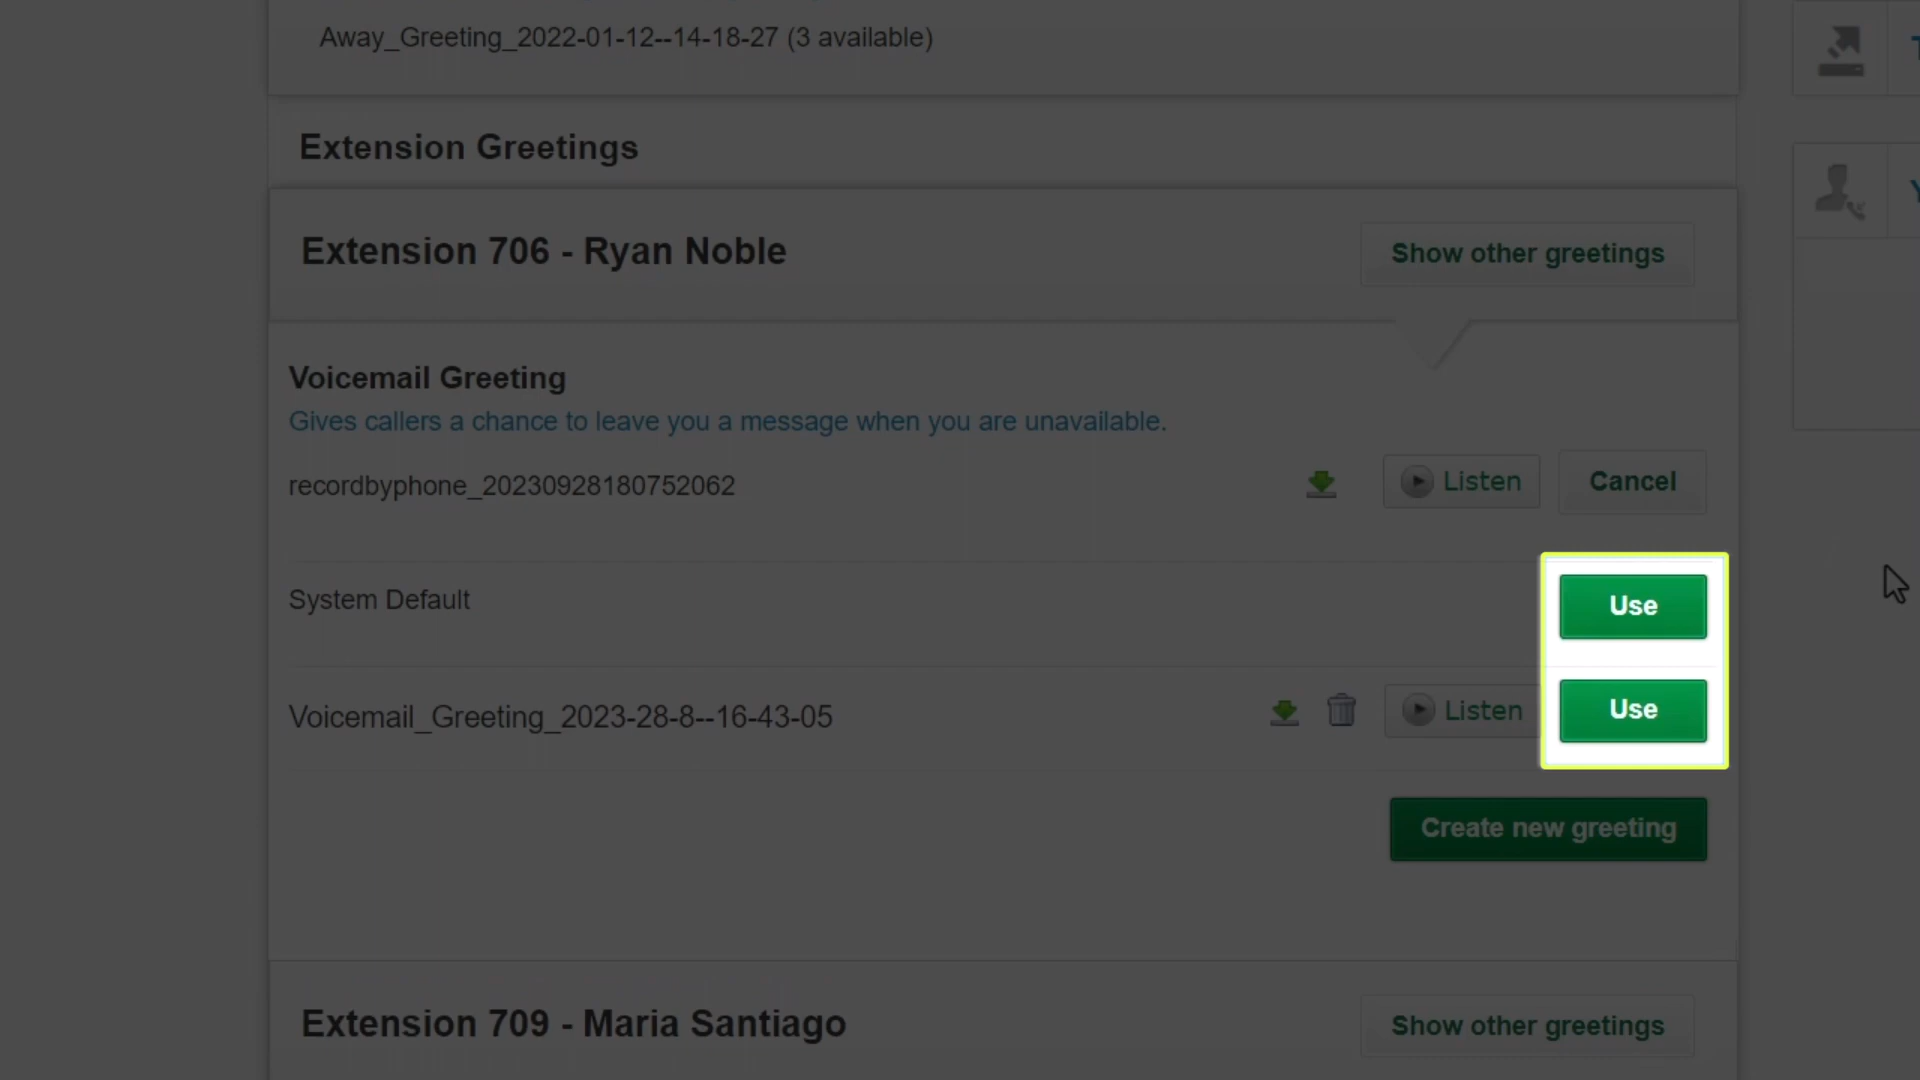 Away_Greeting_2022-01-12--14-18-27 (3 available)
Extension Greetings
Extension 706 - Ryan Noble
Show other greetings
Voicemail Greeting
Gives callers a chance to leave you a message when you are unavailable.
recordbyphone_20230928180752062
Listen
Cancel
System Default
Use
Voicemail_Greeting_2023-28-8--16-43-05
Listen
Use
Create new greeting
Extension 709 - Maria Santiago
Show other greetings